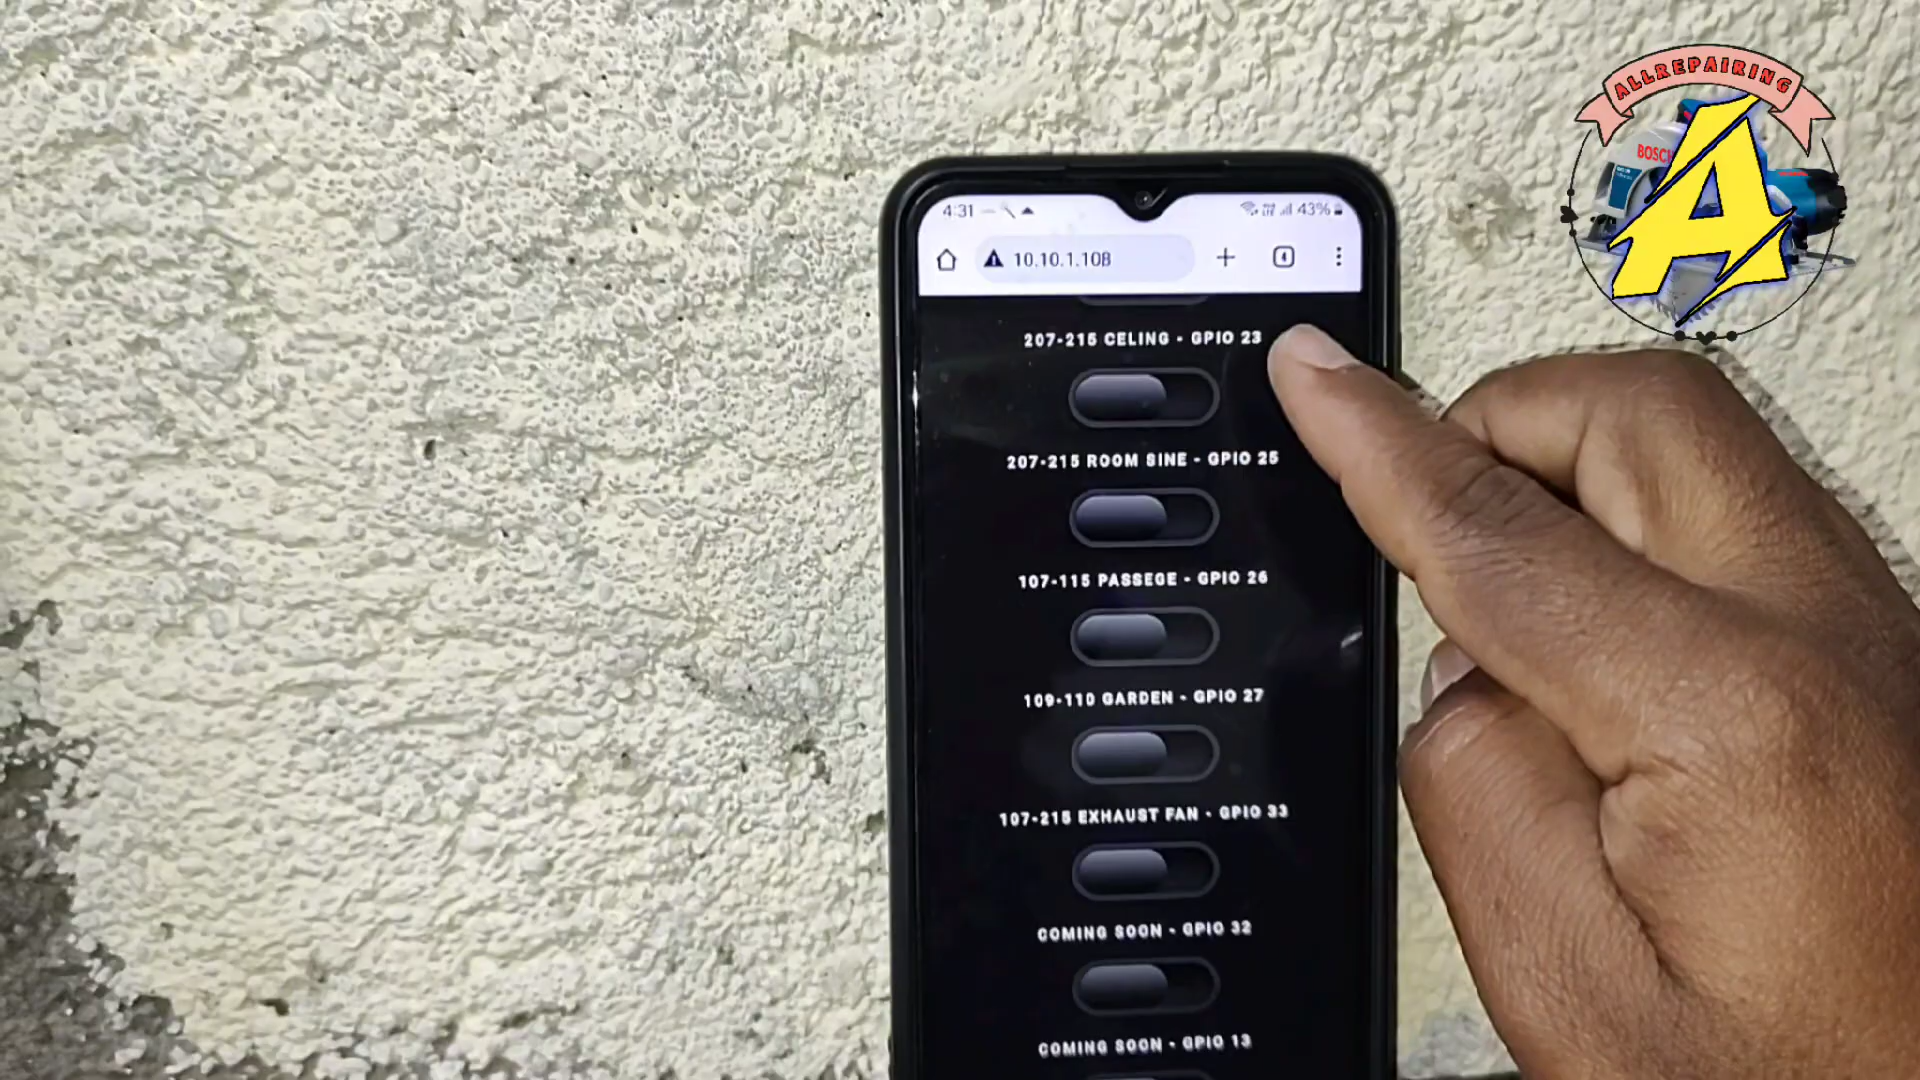 ALLREPAIRING
BOSCH
A
4:31
43%
10.10.1.108
4
207-215 CELING - GPIO 23
207-215 ROOM SINE - GPIO 25
107-115 PASSEGE - GPIO 26
109-110 GARDEN - GPIO 27
107-215 EXHAUST FAN - GPIO 33
COMING SOON - GPIO 32
COMING SOON - GPIO 13